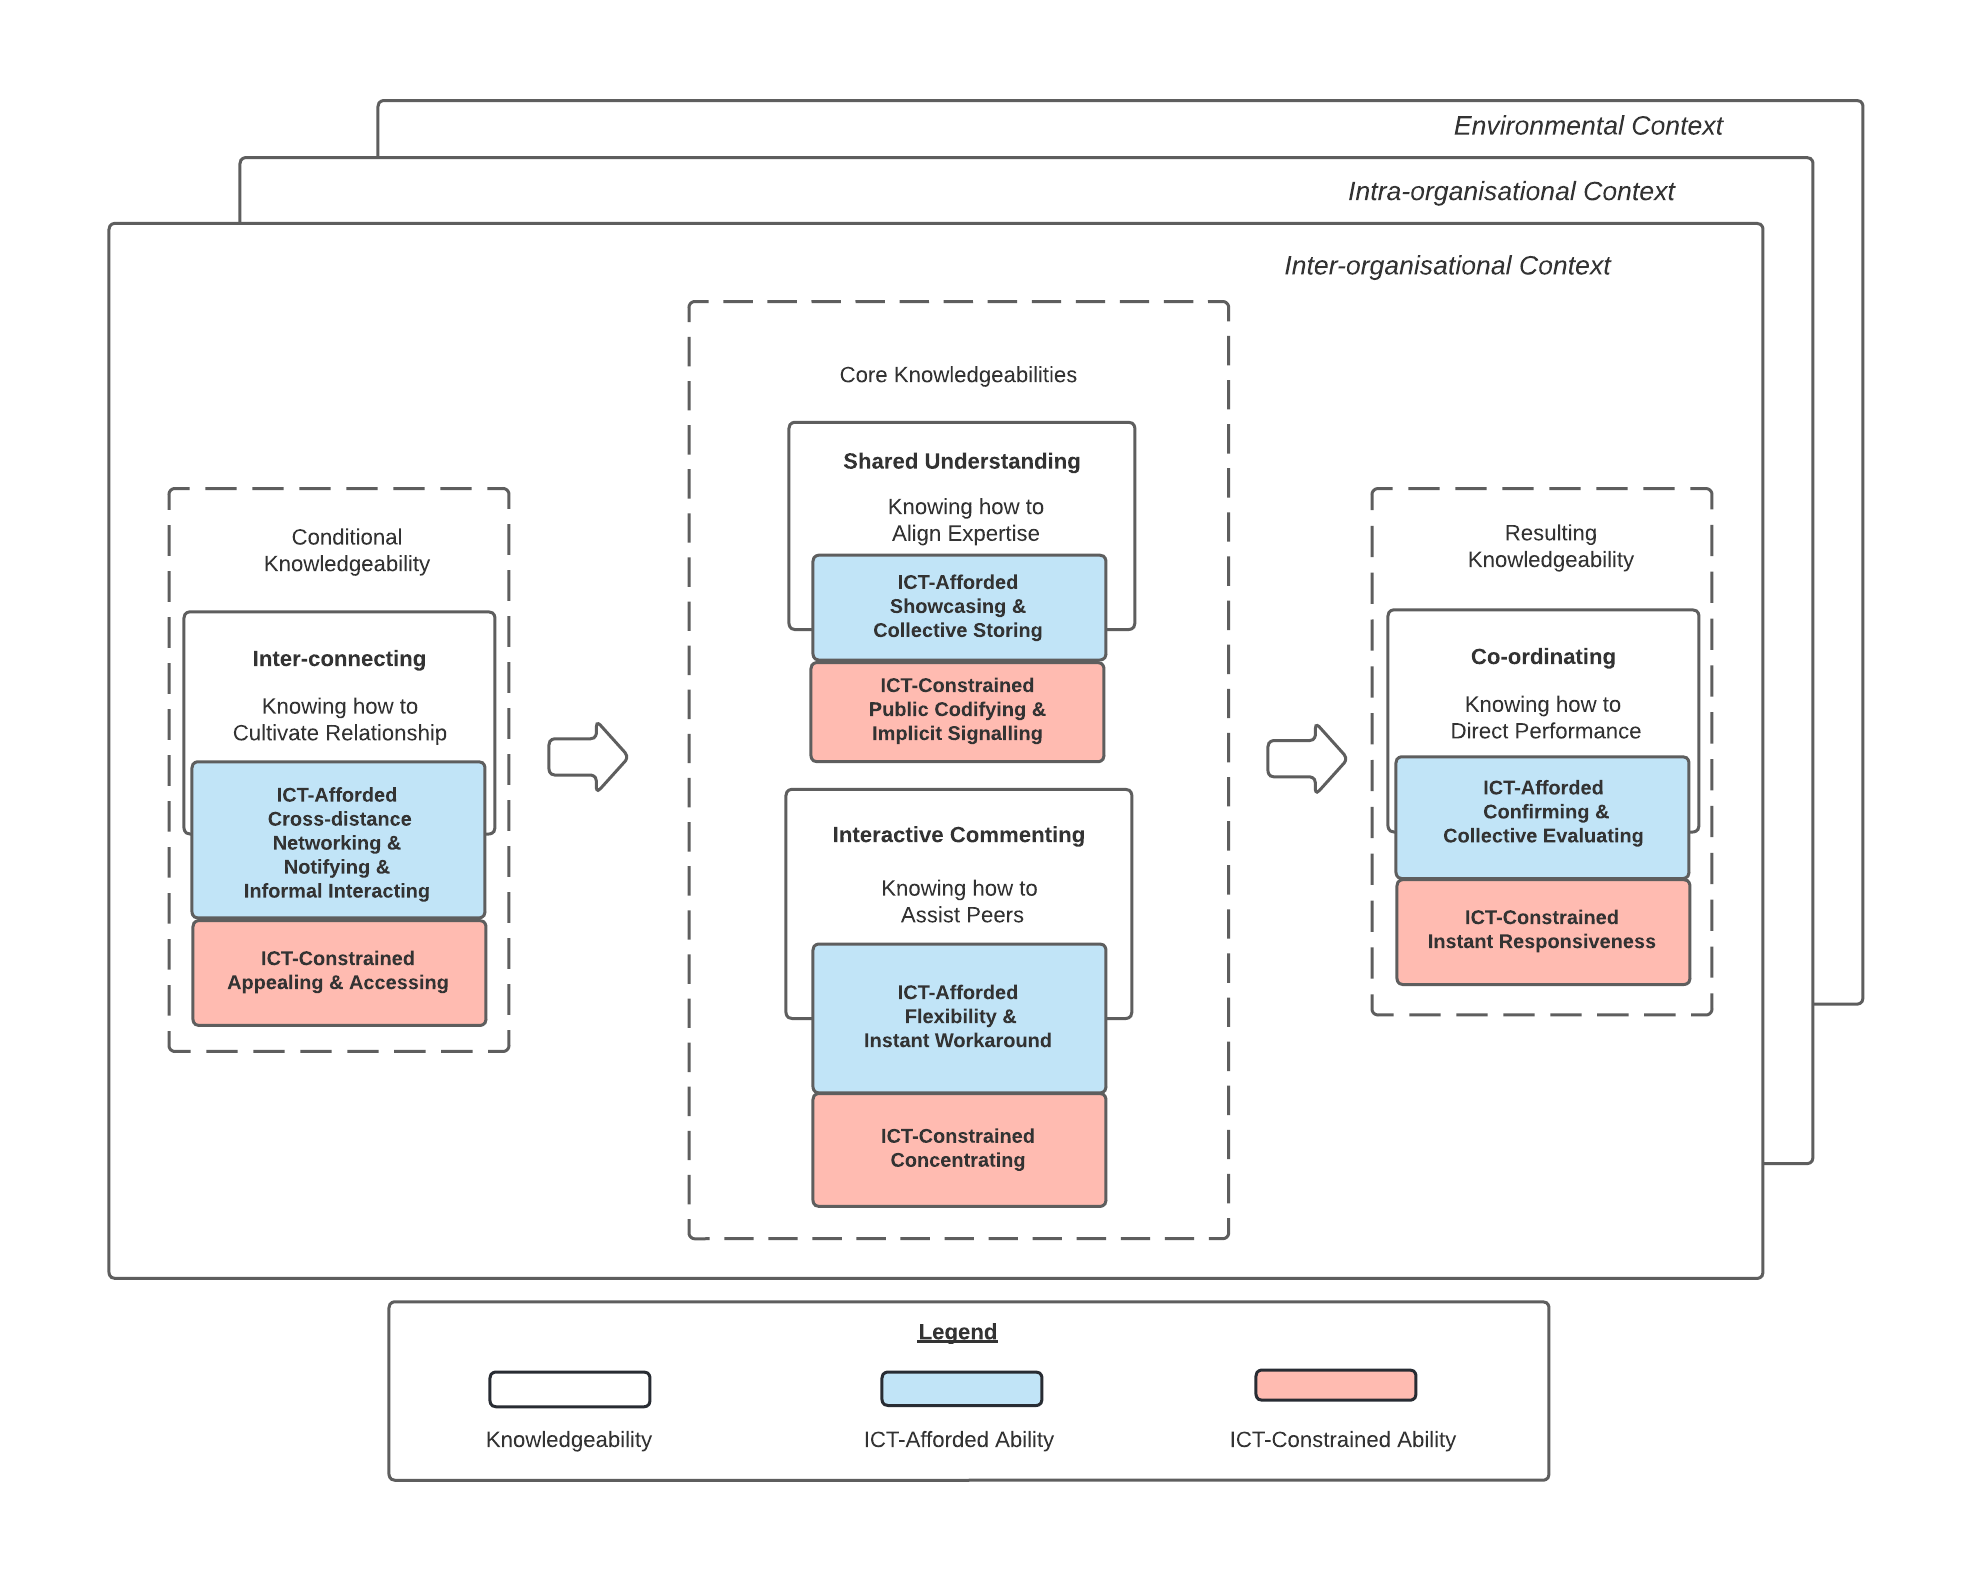 Environmental Context
Intra-organisational Context
Inter-organisational Context
Conditional
Knowledgeability
Inter-connecting
Knowing how to
Cultivate Relationship
ICT-Afforded
Cross-distance
Networking &
Notifying &
Informal Interacting
ICT-Constrained
Appealing & Accessing
Core Knowledgeabilities
Shared Understanding
Knowing how to
Align Expertise
ICT-Afforded
Showcasing &
Collective Storing
ICT-Constrained
Public Codifying &
Implicit Signalling
Interactive Commenting
Knowing how to
Assist Peers
ICT-Afforded
Flexibility &
Instant Workaround
ICT-Constrained
Concentrating
Resulting
Knowledgeability
Co-ordinating
Knowing how to
Direct Performance
ICT-Afforded
Confirming &
Collective Evaluating
ICT-Constrained
Instant Responsiveness
Legend
Knowledgeability
ICT-Afforded Ability
ICT-Constrained Ability